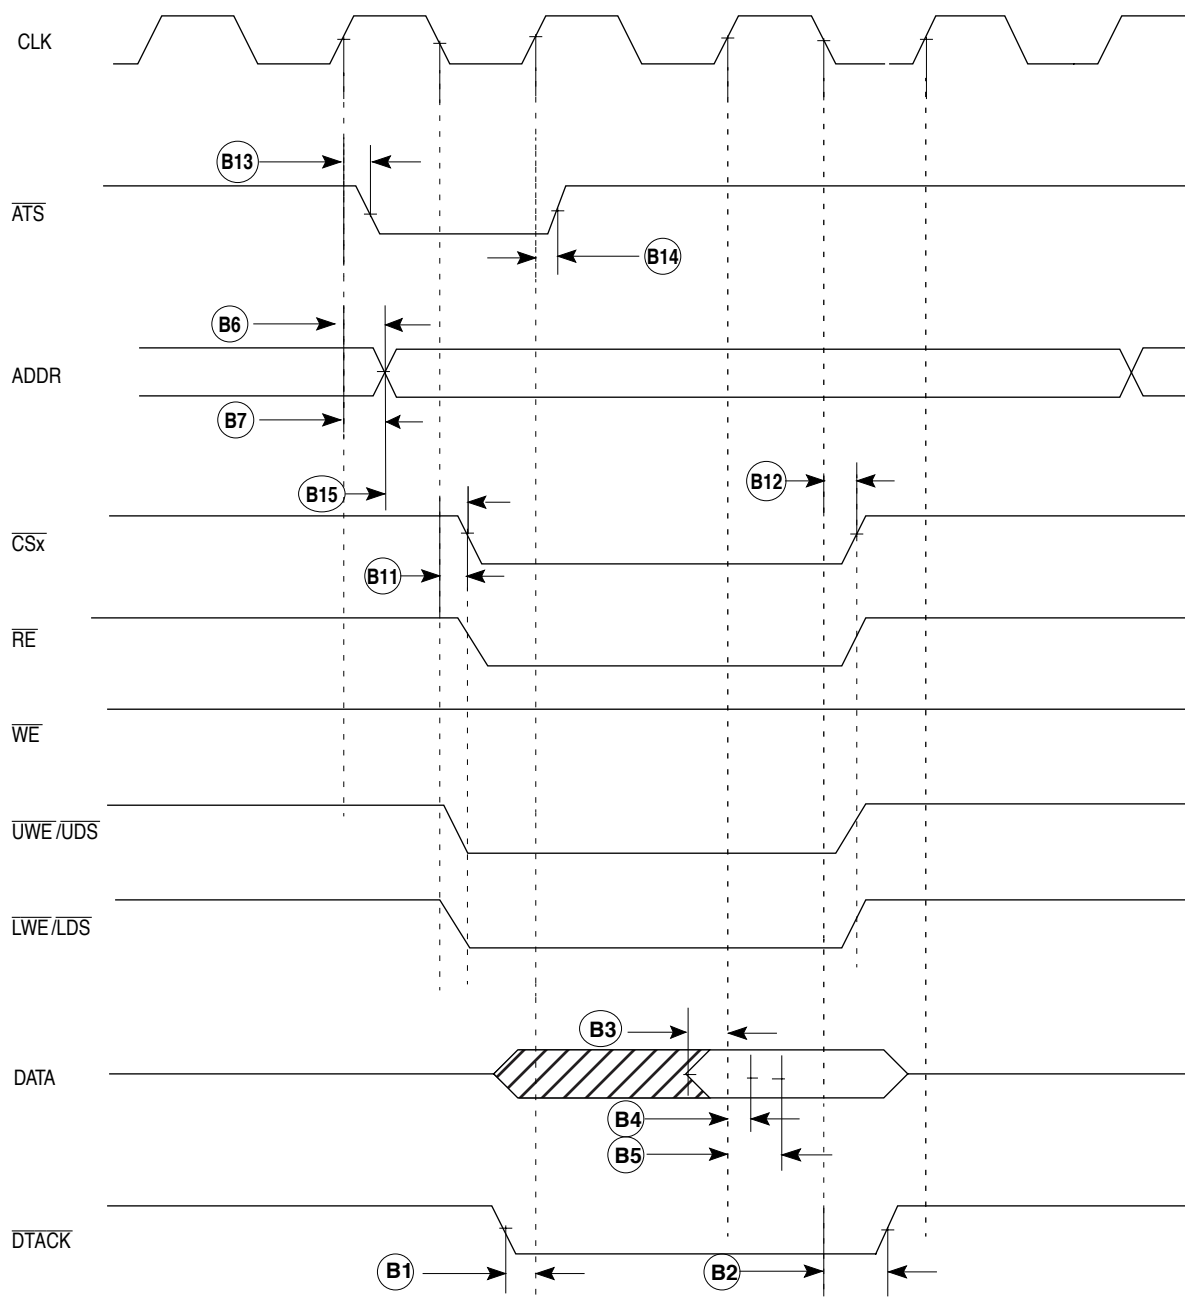 CLK
B13
ATS
B14
B6
ADDR
B7
B15
B12
CSx
B11
RE
WE
UWE/UDS
LWE/LDS
B3
DATA
B4
B5
DTACK
B1
B2